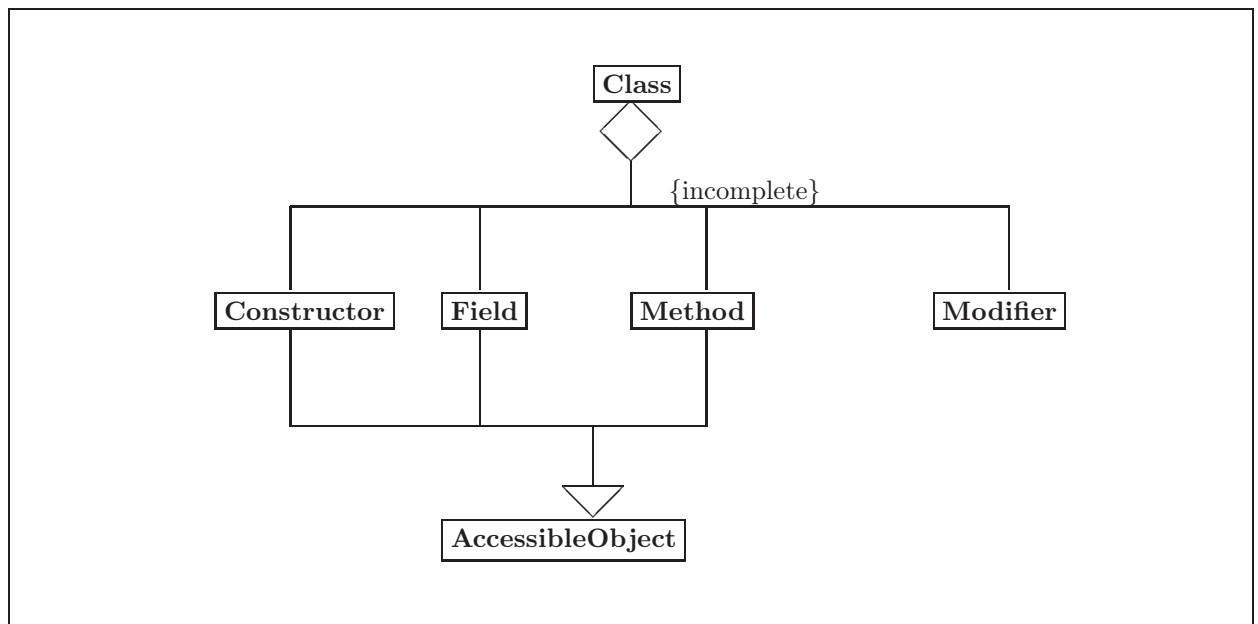 Class
{incomplete}
Constructor Field Method Modifier
AccessibleObject